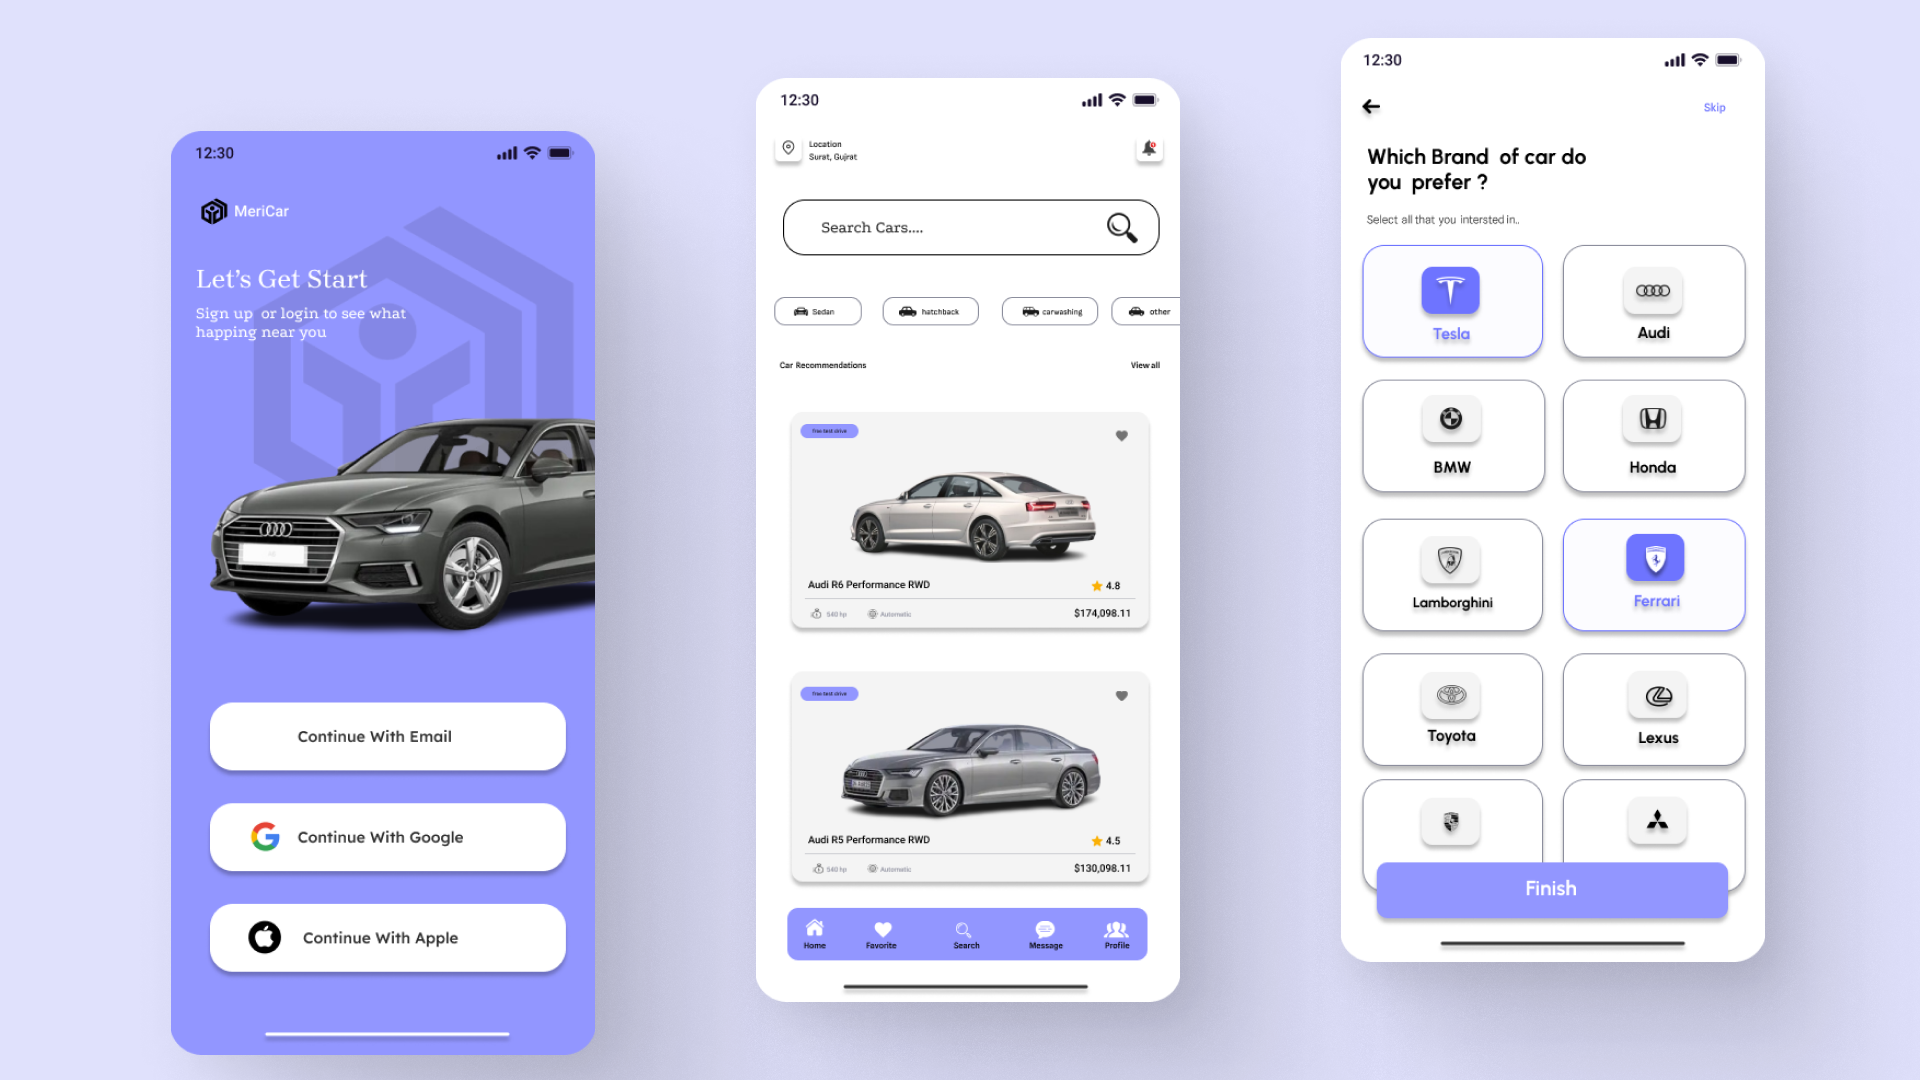 12:30
MeriCar
Let's Get Start
Sign up or login to see what
happing near you
Continue With Email
Continue With Google
Continue With Apple
12:30
Location
Surat, Gujrat
Search Cars....
Sedan
hatchback
carwashing
other
Car Recommendations
View all
Free test drive
Audi R6 Performance RWD
4.8
540 hp
Automatic
$174,098.11
Free test drive
Audi R5 Performance RWD
4.5
540 hp
Automatic
$130,098.11
Home
Favorite
Search
Message
Profile
12:30
Skip
Which Brand of car do
you prefer ?
Select all that you intersted in..
Tesla
Audi
BMW
Honda
Lamborghini
Ferrari
Toyota
Lexus
Finish